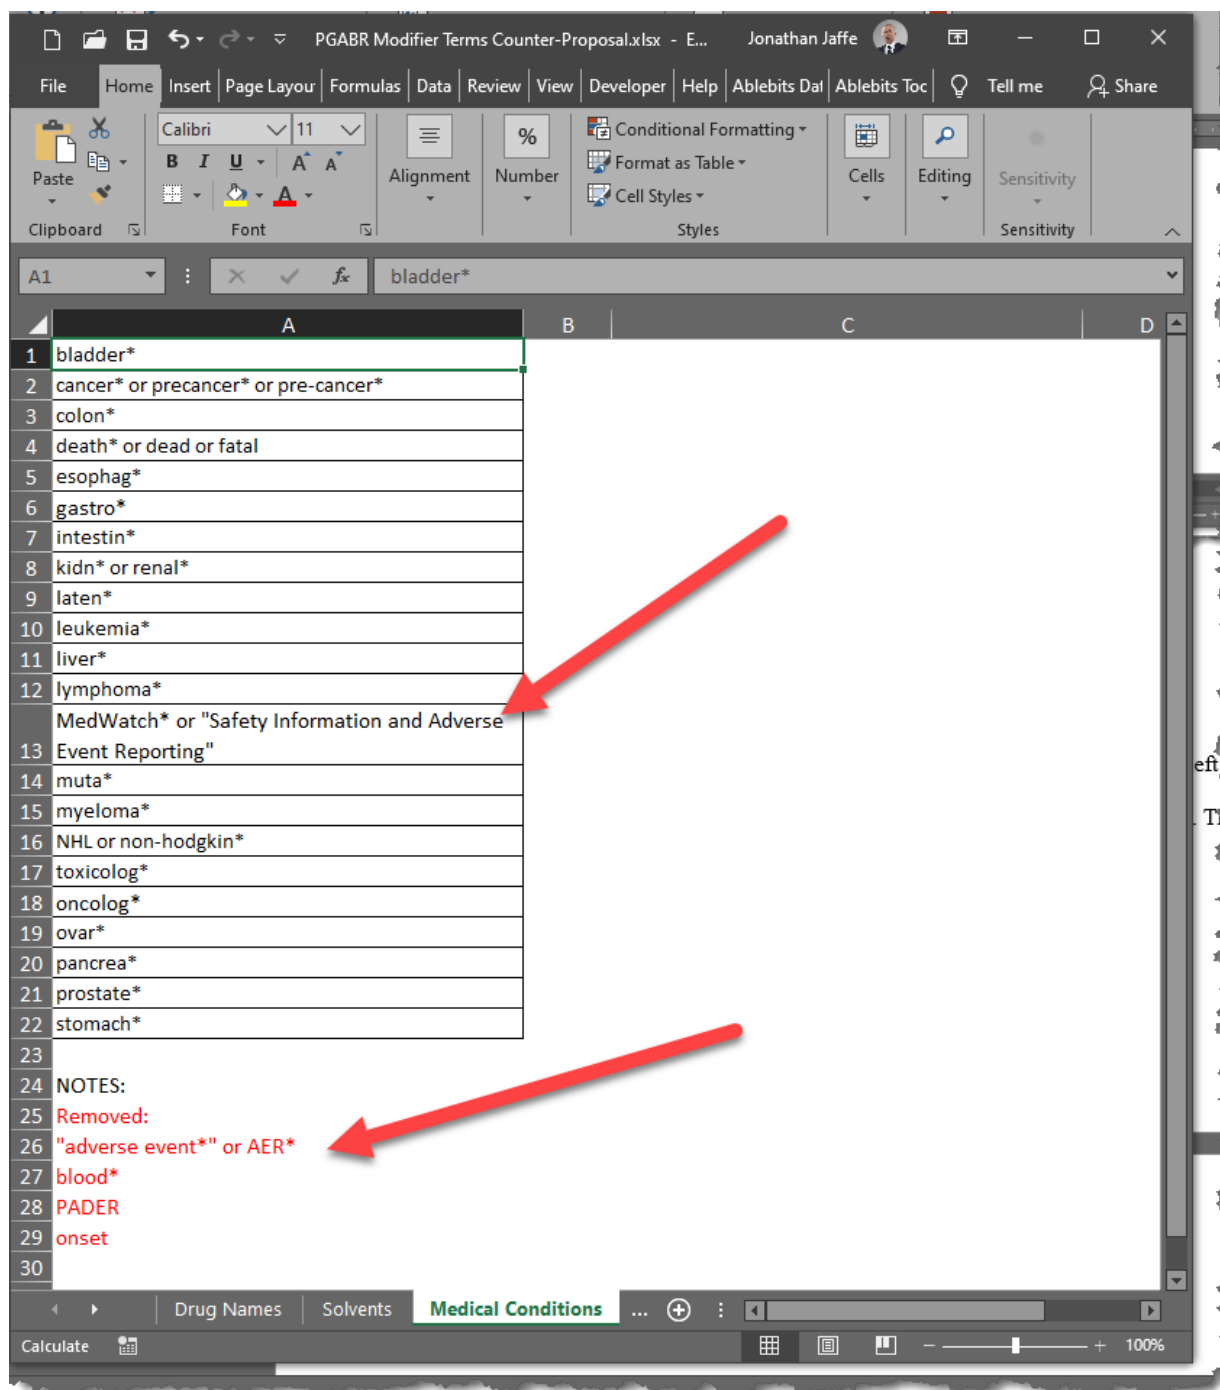 PGABR Modifier Terms Counter-Proposal.xlsx - E... Jonathan Jaffe
File Home Insert Page Layou Formulas Data Review View Developer Help Ablebits Dat Ablebits Toc Tell me Share
Calibri 11
Paste
B I U A A
A
Alignment
%
Number
Conditional Formatting
Format as Table
Cell Styles
Cells
Editing
Sensitivity
Clipboard Font Styles Sensitivity
A1 fx bladder*
A B C D
1 bladder*
2 cancer* or precancer* or pre-cancer*
3 colon*
4 death* or dead or fatal
5 esophag*
6 gastro*
7 intestin*
8 kidn* or renal*
9 laten*
10 leukemia*
11 liver*
12 lymphoma*
MedWatch* or "Safety Information and Adverse
13 Event Reporting"
14 muta*
15 myeloma*
16 NHL or non-hodgkin*
17 toxicolog*
18 oncolog*
19 ovar*
20 pancrea*
21 prostate*
22 stomach*
23
24 NOTES:
25 Removed:
26 "adverse event*" or AER*
27 blood*
28 PADER
29 onset
30
Drug Names Solvents Medical Conditions ...
Calculate 100%
eft
. Th